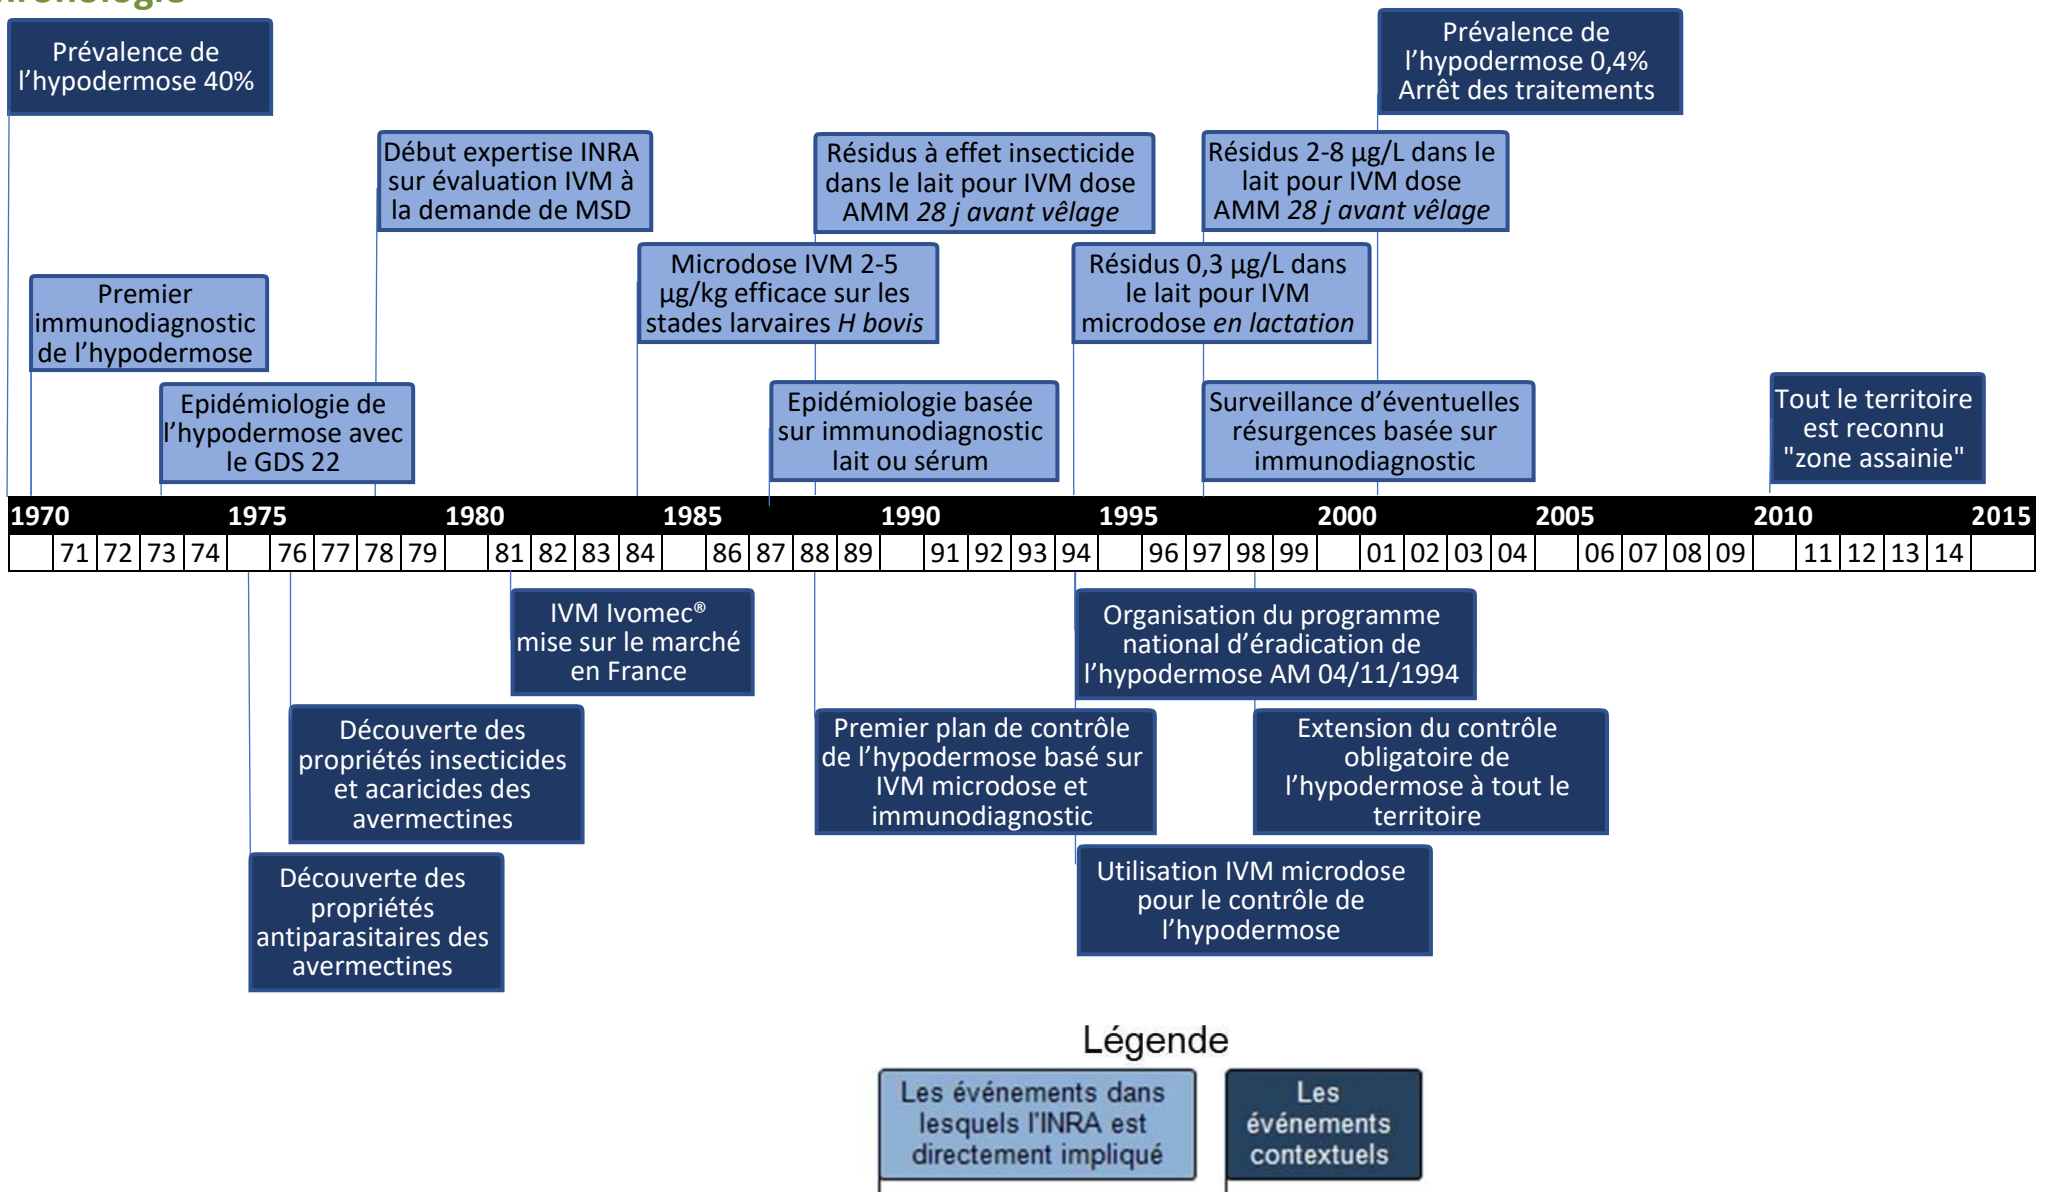 Prévalence de
l'hypodermose 40%
Prévalence de
l'hypodermose 0,4%
Arrêt des traitements
Début expertise INRA
sur évaluation IVM à
la demande de MSD
Résidus à effet insecticide
dans le lait pour IVM dose
AMM 28 j avant vêlage
Résidus 2-8 µg/L dans le
lait pour IVM dose
AMM 28 j avant vêlage
Premier
immunodiagnostic
de l'hypodermose
Microdose IVM 2-5
µg/kg efficace sur les
stades larvaires H bovis
Résidus 0,3 µg/L dans
le lait pour IVM
microdose en lactation
Epidémiologie de
l'hypodermose avec
le GDS 22
Epidémiologie basée
sur immunodiagnostic
lait ou sérum
Surveillance d'éventuelles
résurgences basée sur
immunodiagnostic
Tout le territoire
est reconnu
"zone assainie"
1970 1975 1980 1985 1990 1995 2000 2005 2010 2015
71 72 73 74 76 77 78 79 81 82 83 84 86 87 88 89 91 92 93 94 96 97 98 99 01 02 03 04 06 07 08 09 11 12 13 14
IVM Ivomec®
mise sur le marché
en France
Organisation du programme
national d'éradication de
l'hypodermose AM 04/11/1994
Découverte des
propriétés insecticides
et acaricides des
avermectines
Premier plan de contrôle
de l'hypodermose basé sur
IVM microdose et
immunodiagnostic
Extension du contrôle
obligatoire de
l'hypodermose à tout le
territoire
Découverte des
propriétés
antiparasitaires des
avermectines
Utilisation IVM microdose
pour le contrôle de
l'hypodermose
Légende
Les événements dans
lesquels l'INRA est
directement impliqué
Les
événements
contextuels